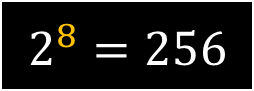 2⁸ = 256